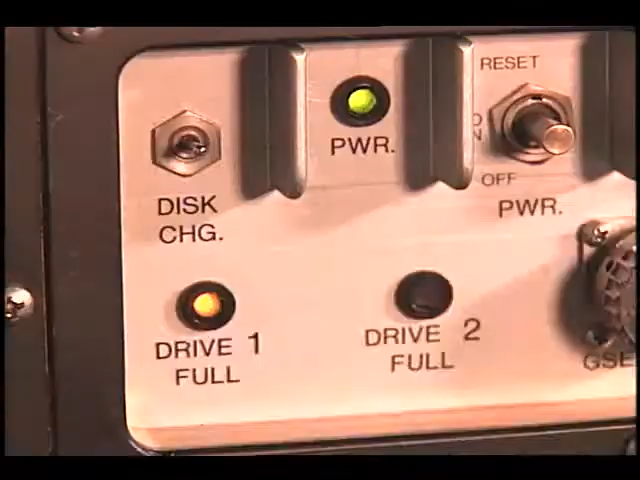 RESET
PWR.
OFF
PWR.
DISK
CHG.
DRIVE 1
FULL
DRIVE 2
FULL
GSE